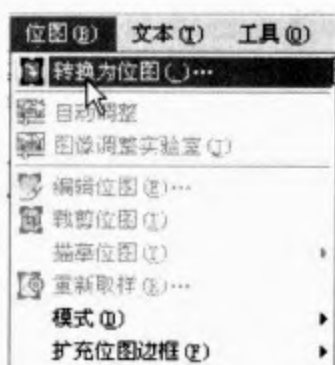 位图(B) 文本(T) 工具(O)
转换为位图(_)…
自动调整
图像调整实验室(J)
编辑位图(E)…
裁剪位图(I)
描摹位图(T)
重新取样(R)…
模式(D)
扩充位图边框(F)